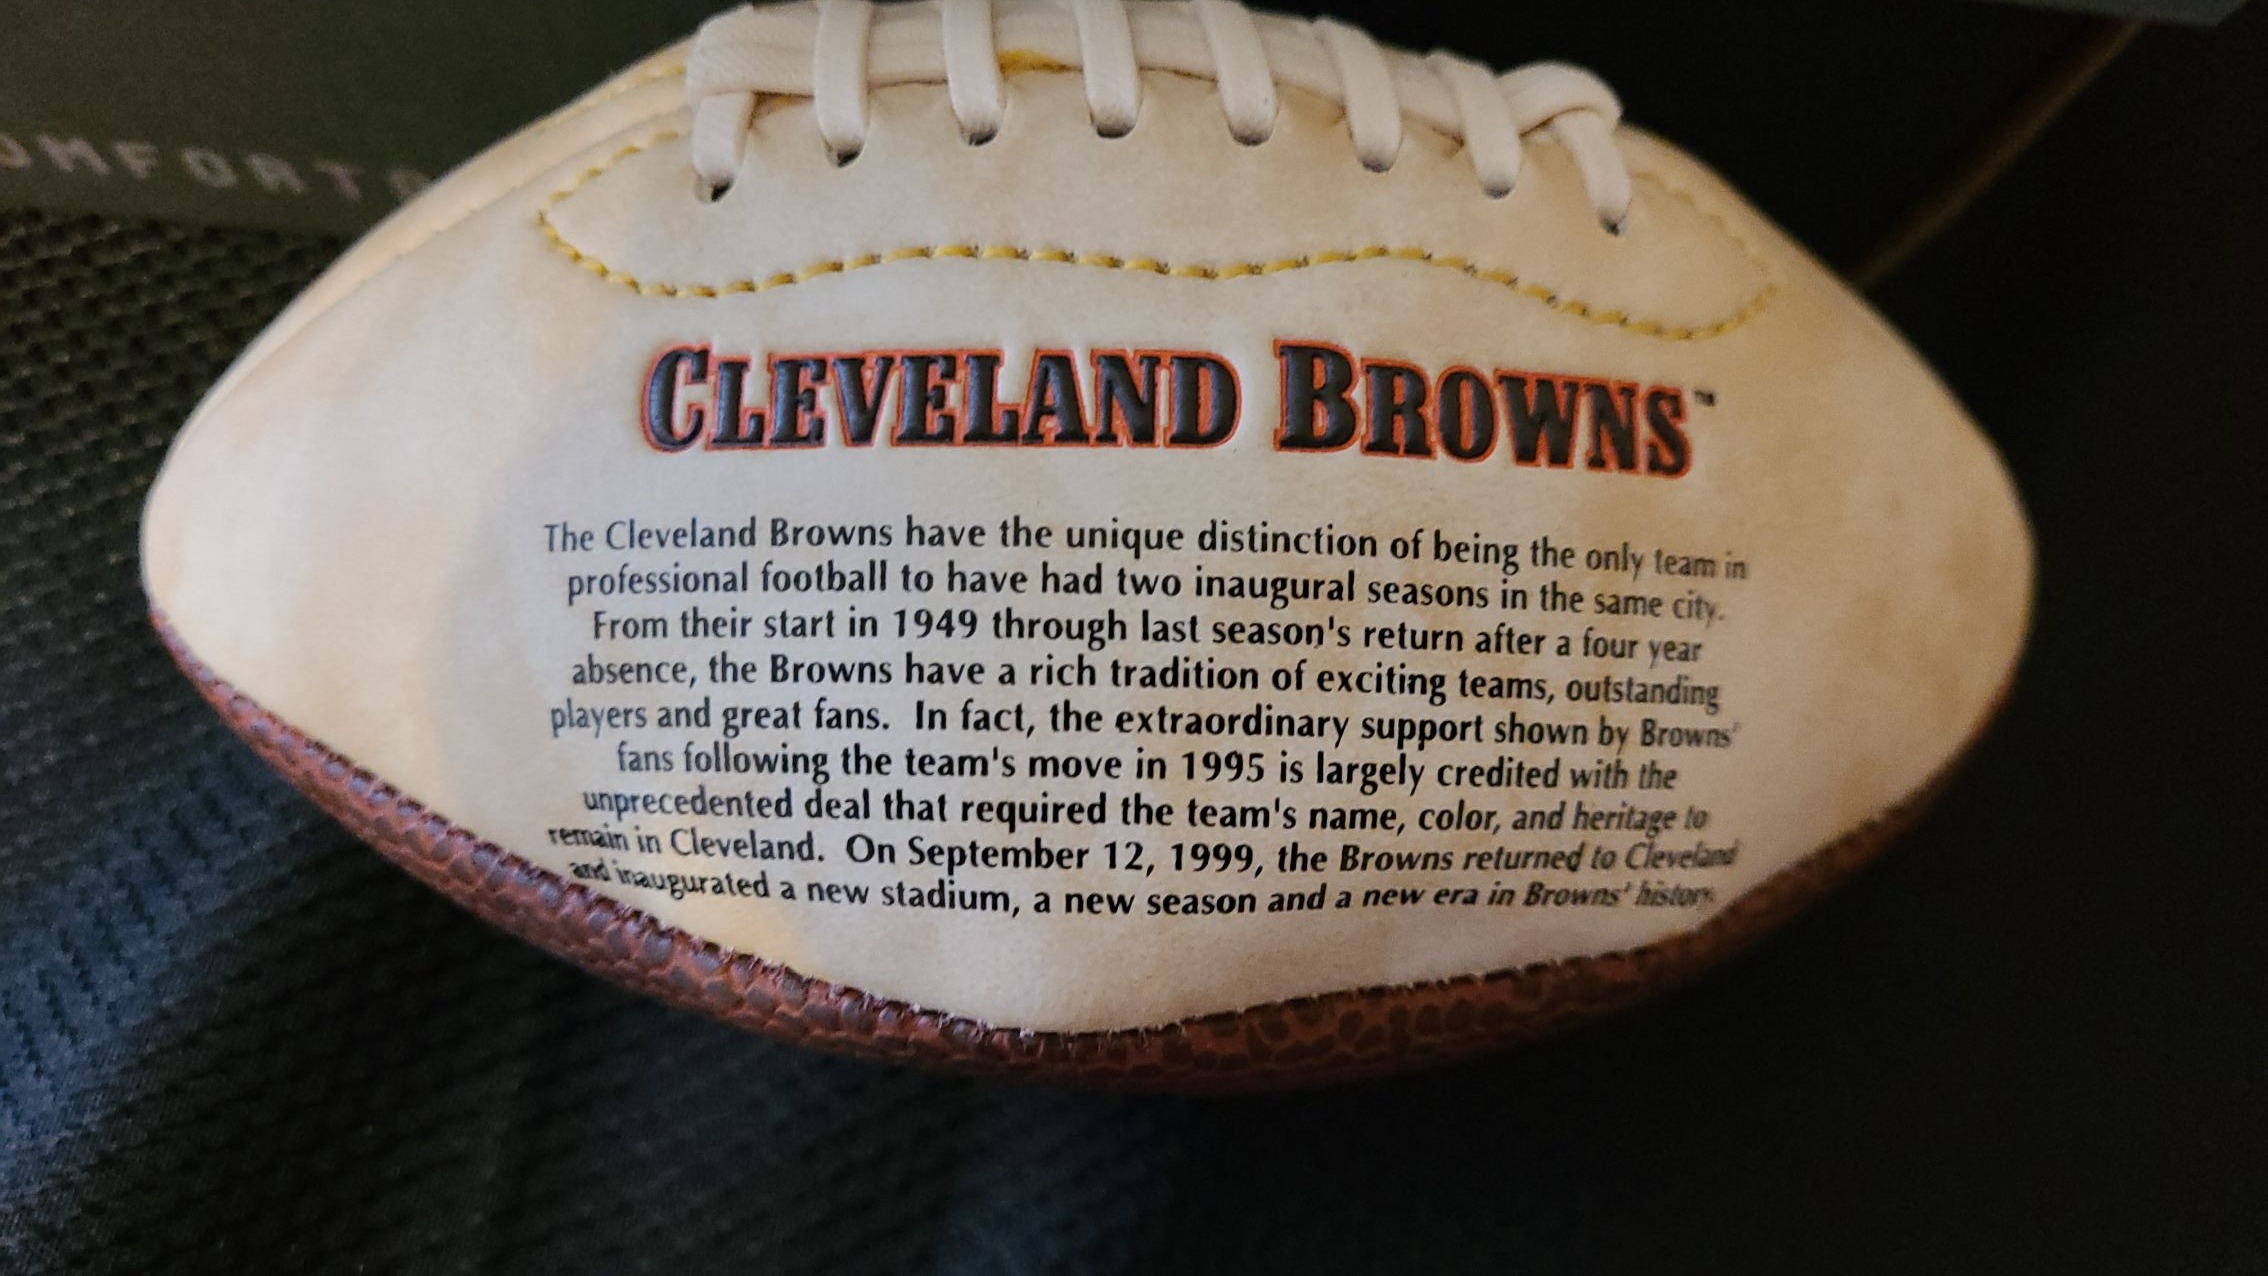 OMFORT
CLEVELAND BROWNS™
The Cleveland Browns have the unique distinction of being the only team in
professional football to have had two inaugural seasons in the same city.
From their start in 1949 through last season's return after a four year
absence, the Browns have a rich tradition of exciting teams, outstanding
players and great fans. In fact, the extraordinary support shown by Browns'
fans following the team's move in 1995 is largely credited with the
unprecedented deal that required the team's name, color, and heritage to
remain in Cleveland. On September 12, 1999, the Browns returned to Cleveland
and inaugurated a new stadium, a new season and a new era in Browns' history.